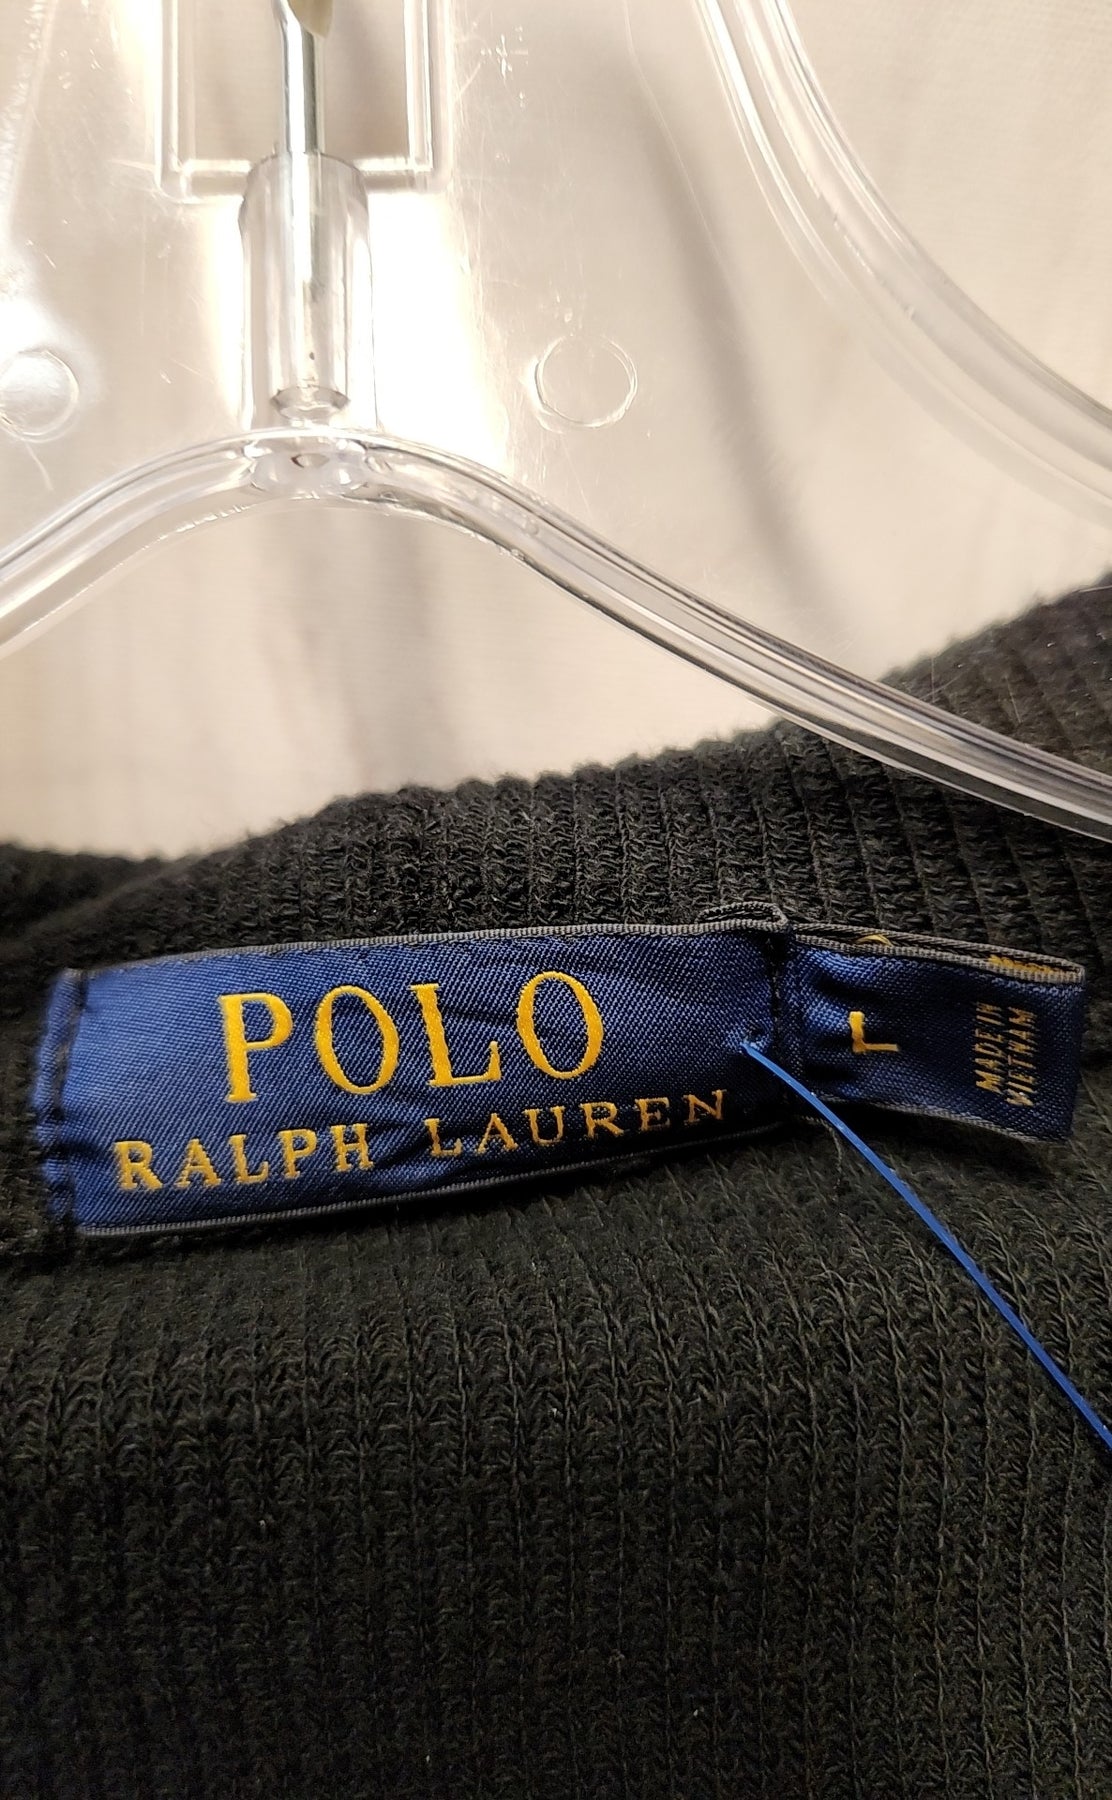 POLO
RALPH LAUREN
L
MADE IN
VIETNAM